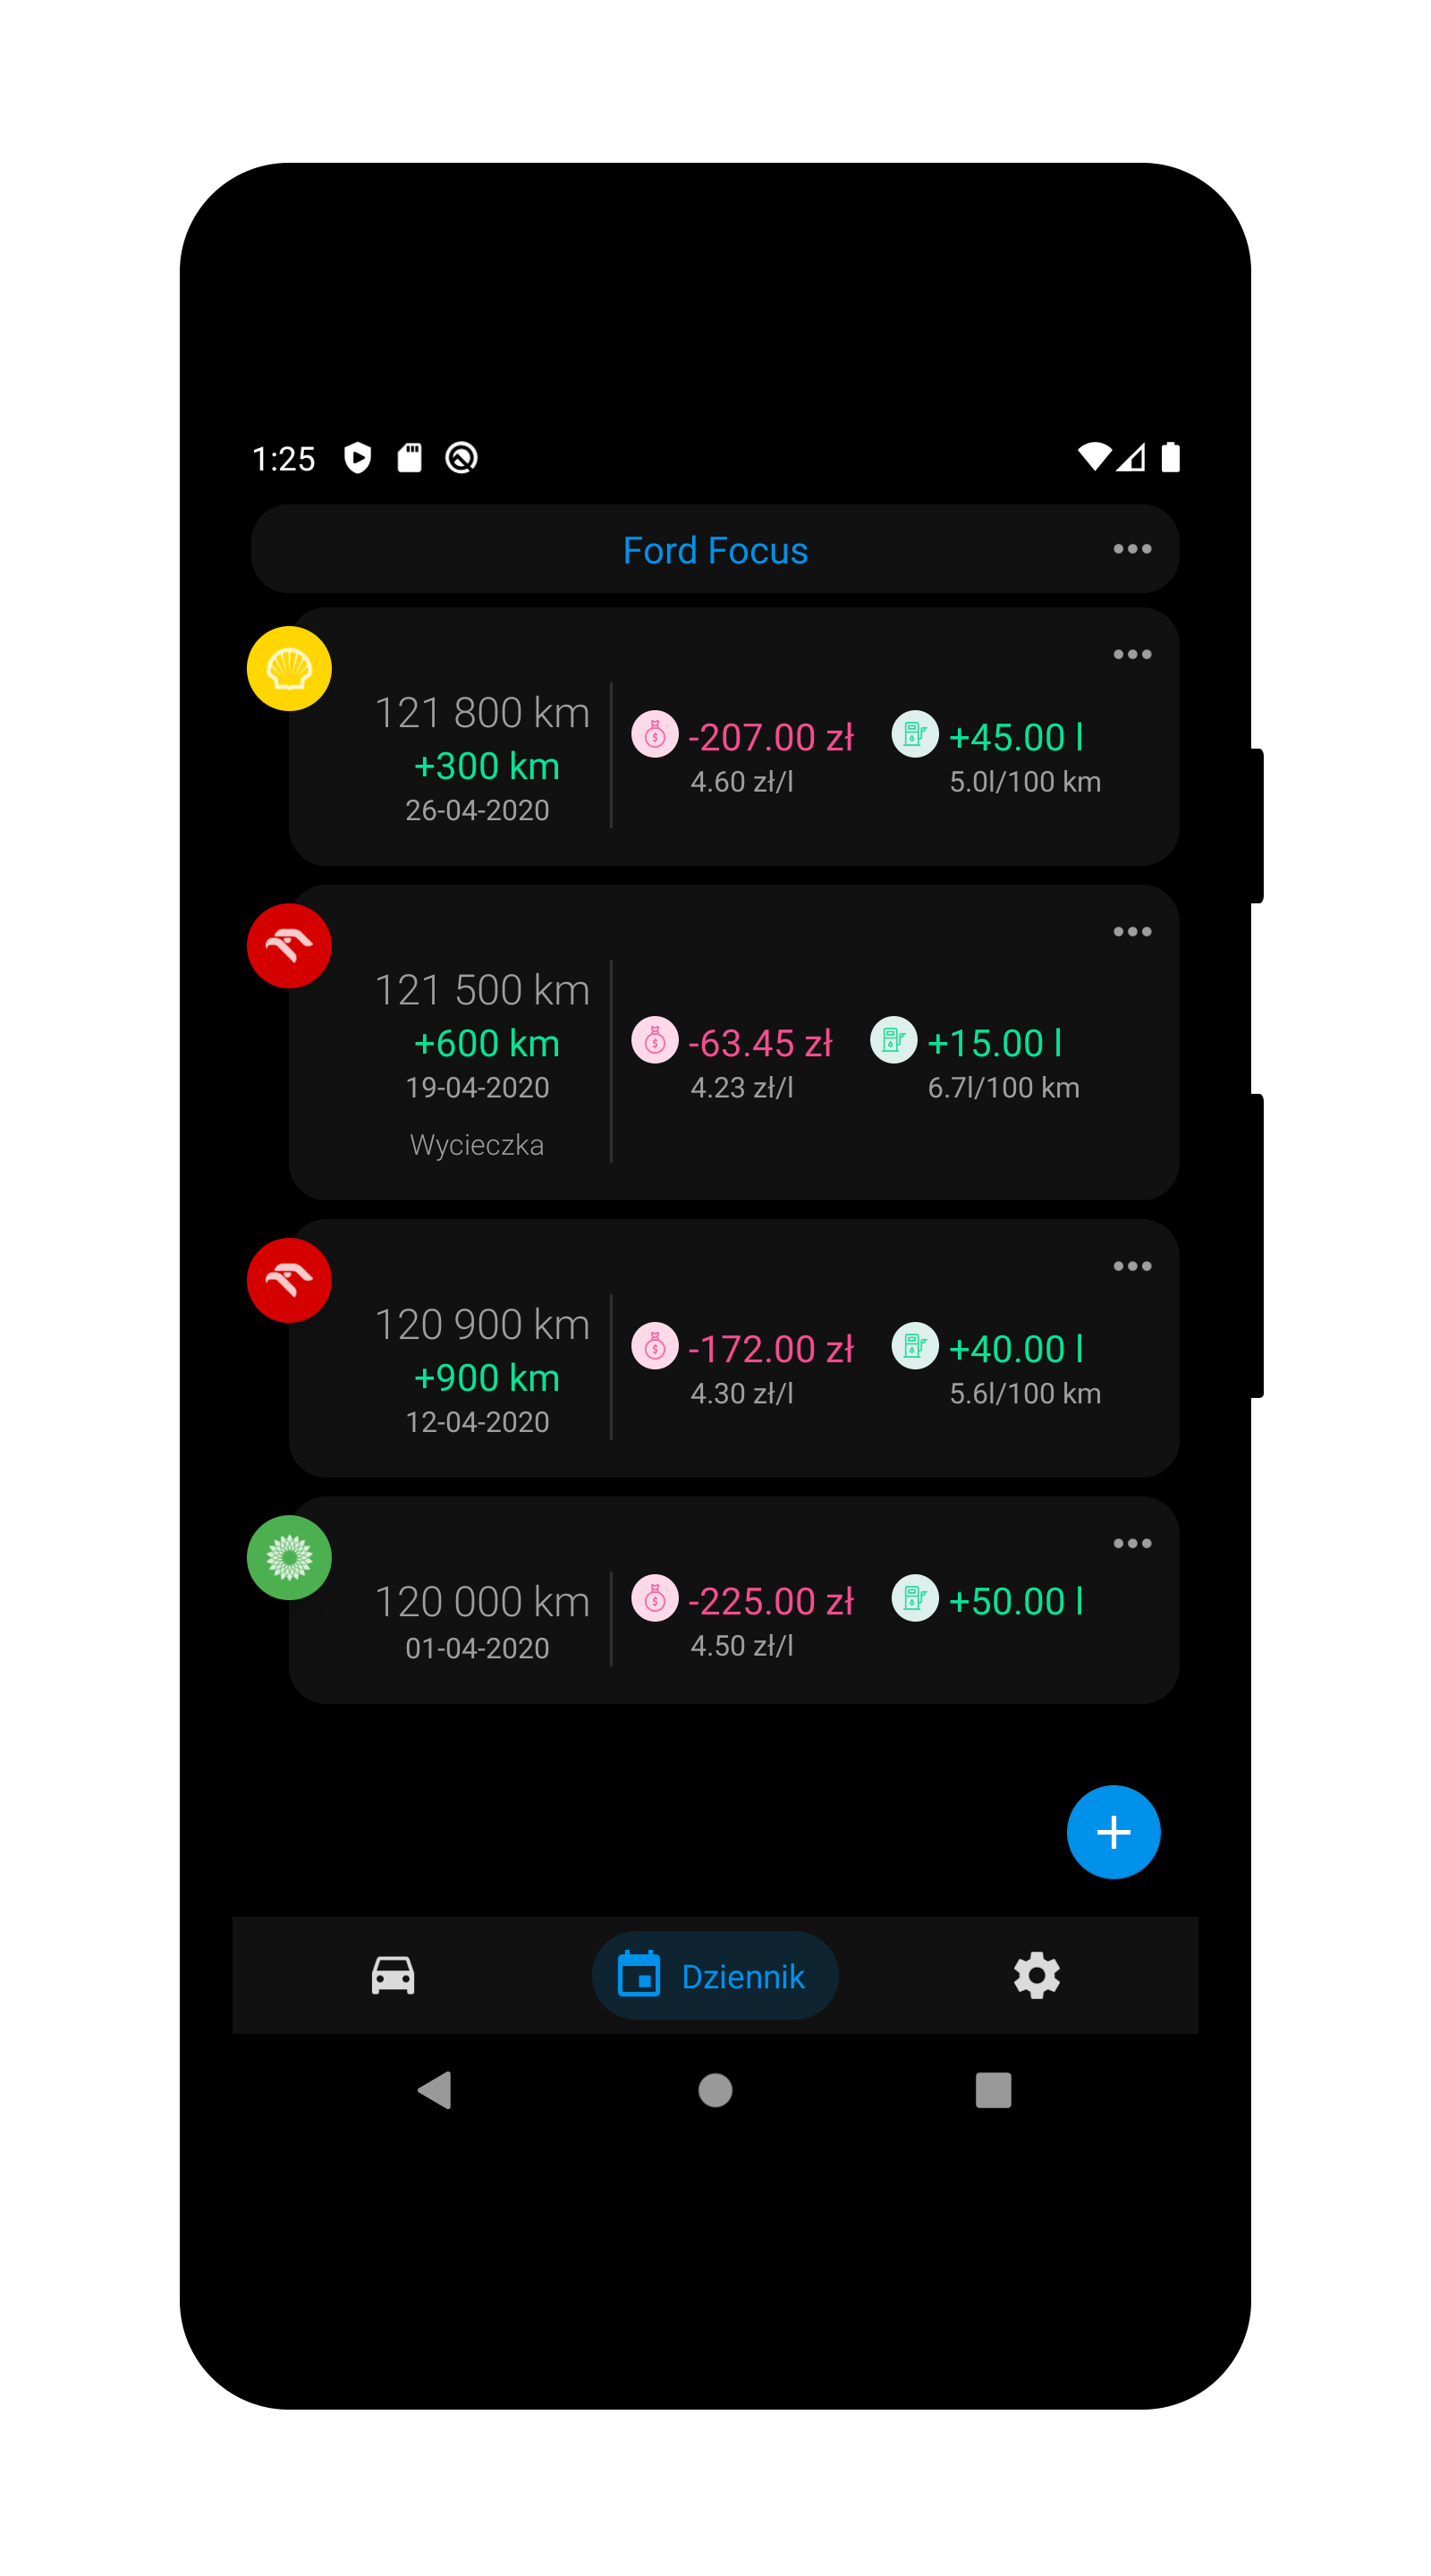 1:25
Ford Focus
121 800 km
+300 km
26-04-2020
-207.00 zł
4.60 zł/l
+45.00 l
5.0l/100 km
121 500 km
+600 km
19-04-2020
Wycieczka
-63.45 zł
4.23 zł/l
+15.00 l
6.7l/100 km
120 900 km
+900 km
12-04-2020
-172.00 zł
4.30 zł/l
+40.00 l
5.6l/100 km
120 000 km
01-04-2020
-225.00 zł
4.50 zł/l
+50.00 l
Dziennik